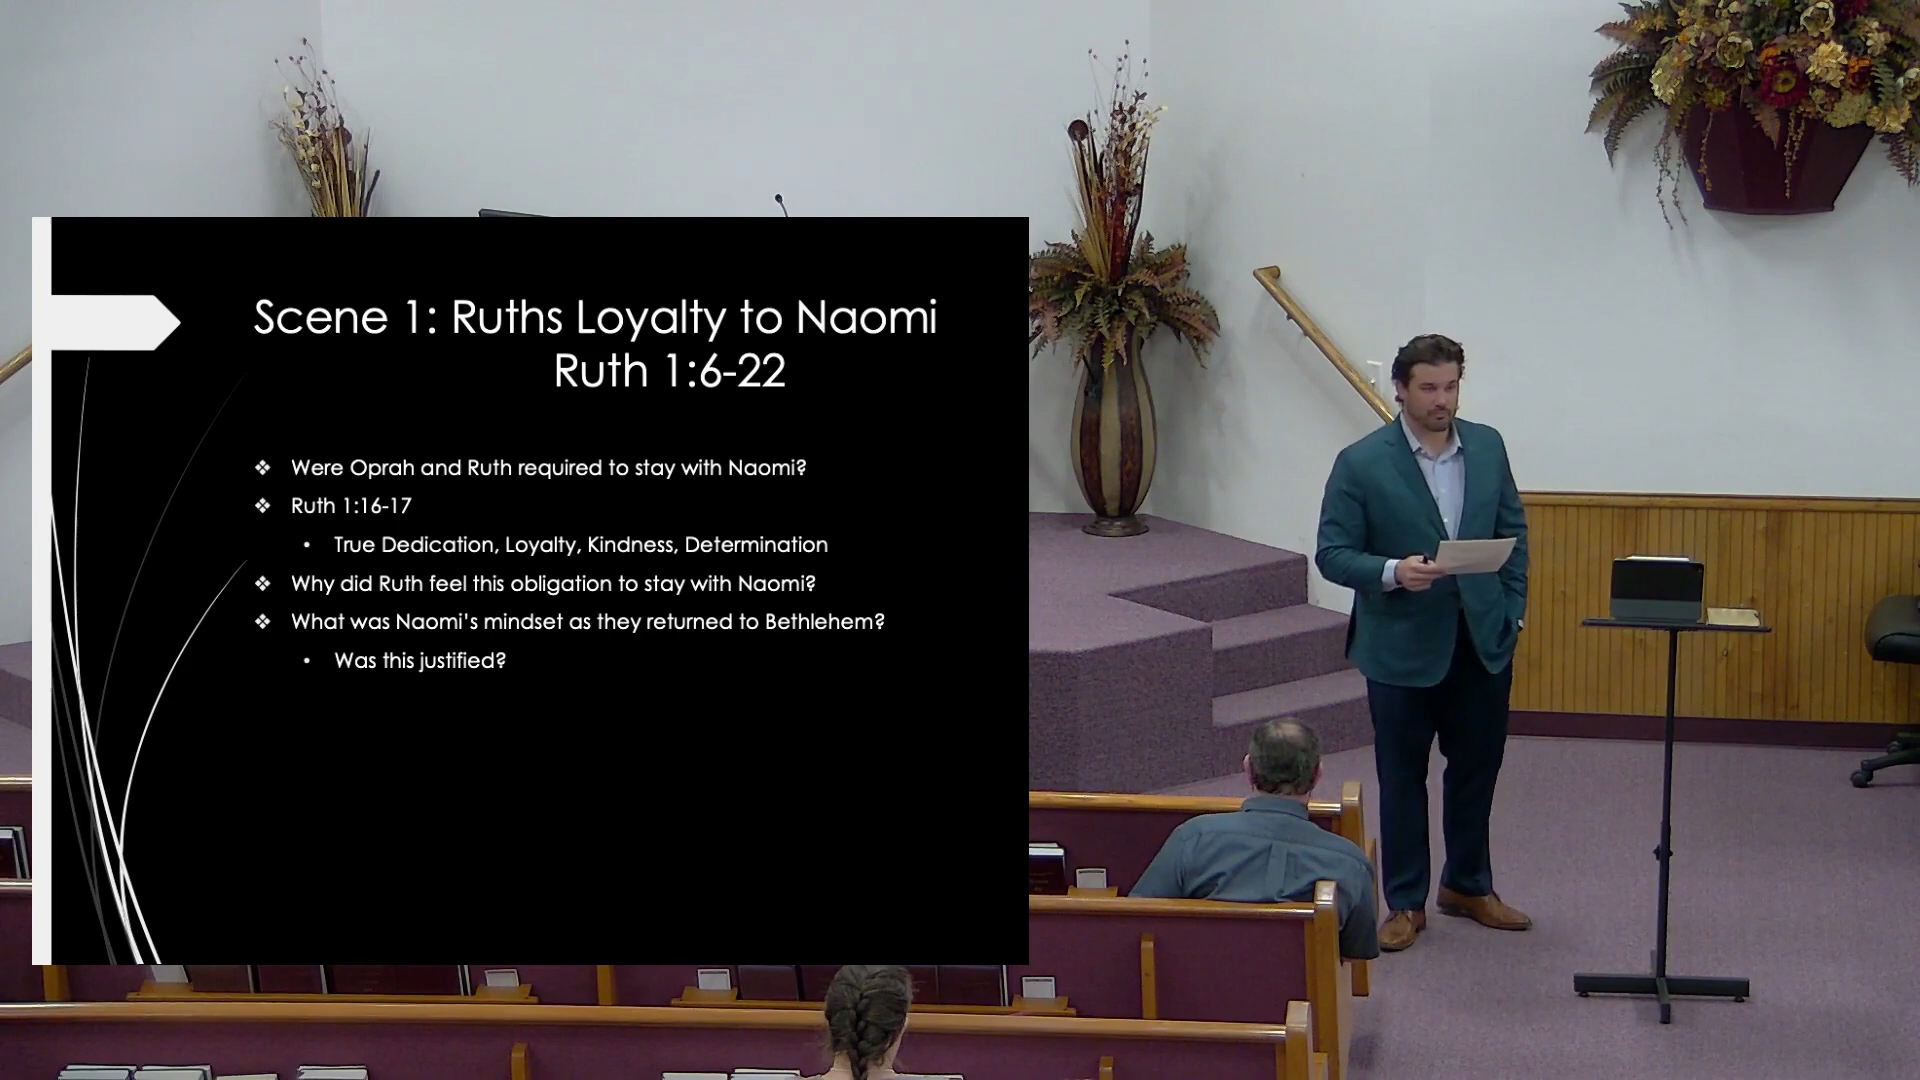 Scene 1: Ruths Loyalty to Naomi
Ruth 1:6-22
Were Oprah and Ruth required to stay with Naomi?
Ruth 1:16-17
True Dedication, Loyalty, Kindness, Determination
Why did Ruth feel this obligation to stay with Naomi?
What was Naomi's mindset as they returned to Bethlehem?
Was this justified?